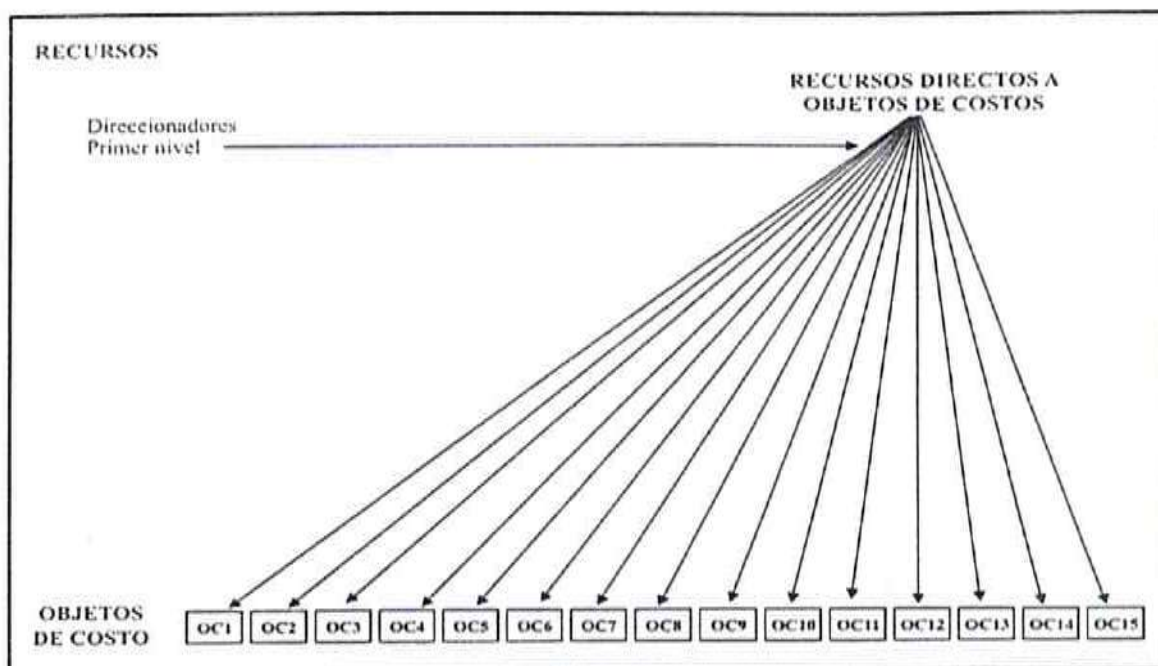 RECURSOS
RECURSOS DIRECTOS A
OBJETOS DE COSTOS
Direccionadores
Primer nivel
OBJETOS
DE COSTO
OC1 OC2 OC3 OC4 OC5 OC6 OC7 OC8 OC9 OC10 OC11 OC12 OC13 OC14 OC15